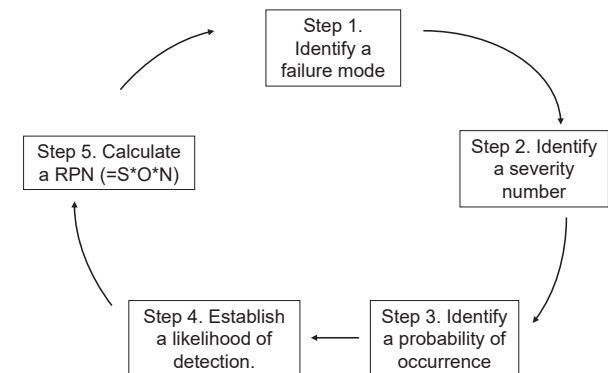 Step 1.
Identify a
failure mode
Step 2. Identify
a severity
number
Step 3. Identify
a probability of
occurrence
Step 4. Establish
a likelihood of
detection.
Step 5. Calculate
a RPN (=S*O*N)